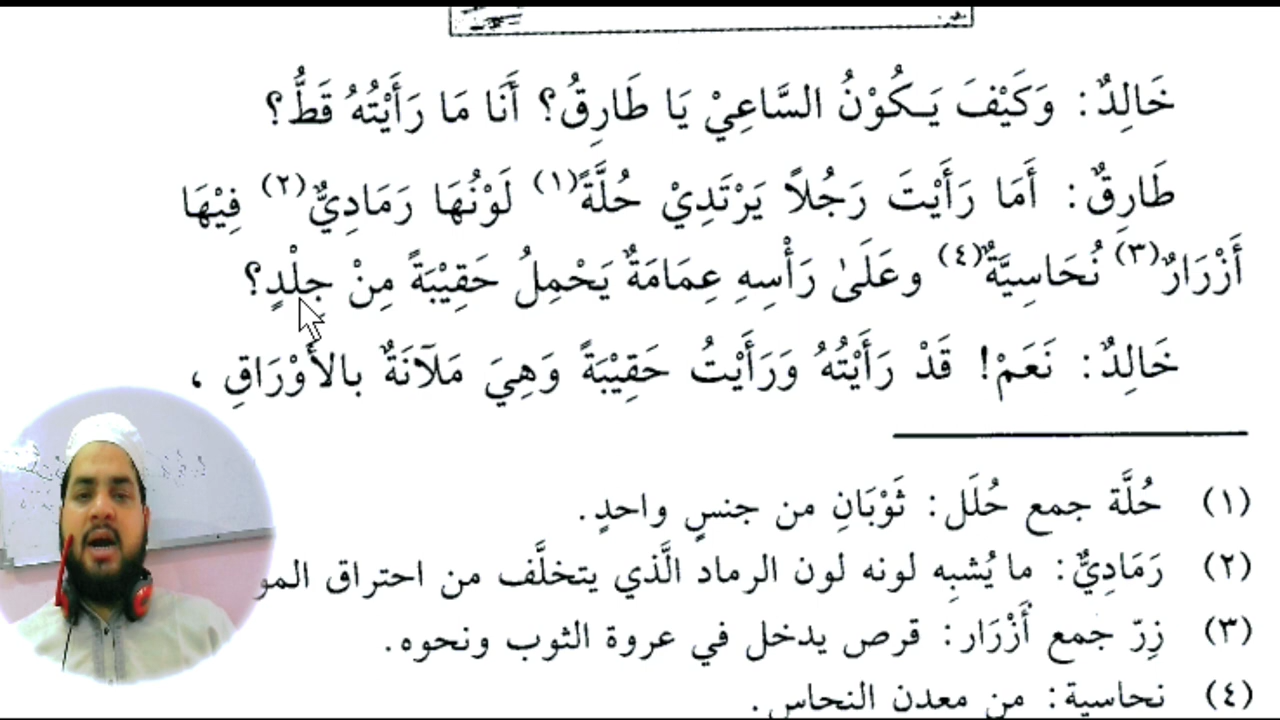 خَالِدٌ: وَكَيْفَ يَكُوْنُ السَّاعِيْ يَا طَارِقُ؟ أَنَا مَا رَأَيْتُهُ قَطُّ؟
طَارِقٌ: أَمَا رَأَيْتَ رَجُلاً يَرْتَدِيْ حُلَّةً(١) لَوْنُهَا رَمَادِيٌّ(٢) فِيْهَا
أَزْرَارٌ(٣) نُحَاسِيَّةٌ(٤) وعَلَىٰ رَأْسِهِ عِمَامَةٌ يَحْمِلُ حَقِيْبَةً مِنْ جِلْدٍ؟
خَالِدٌ: نَعَمْ! قَدْ رَأَيْتُهُ وَرَأَيْتُ حَقِيْبَةً وَهِيَ مَلآنَةٌ بالأَوْرَاقِ ،
(١) حُلَّة جمع حُلَل: ثَوْبَانِ من جنسٍ واحدٍ.
(٢) رَمَادِيٌّ: ما يُشبِه لونه لون الرماد الَّذي يتخلَّف من احتراق المو
(٣) زِرّ جمع أَزْرَار: قرص يدخل في عروة الثوب ونحوه.
(٤) نحاسية: من معدن النحاس.